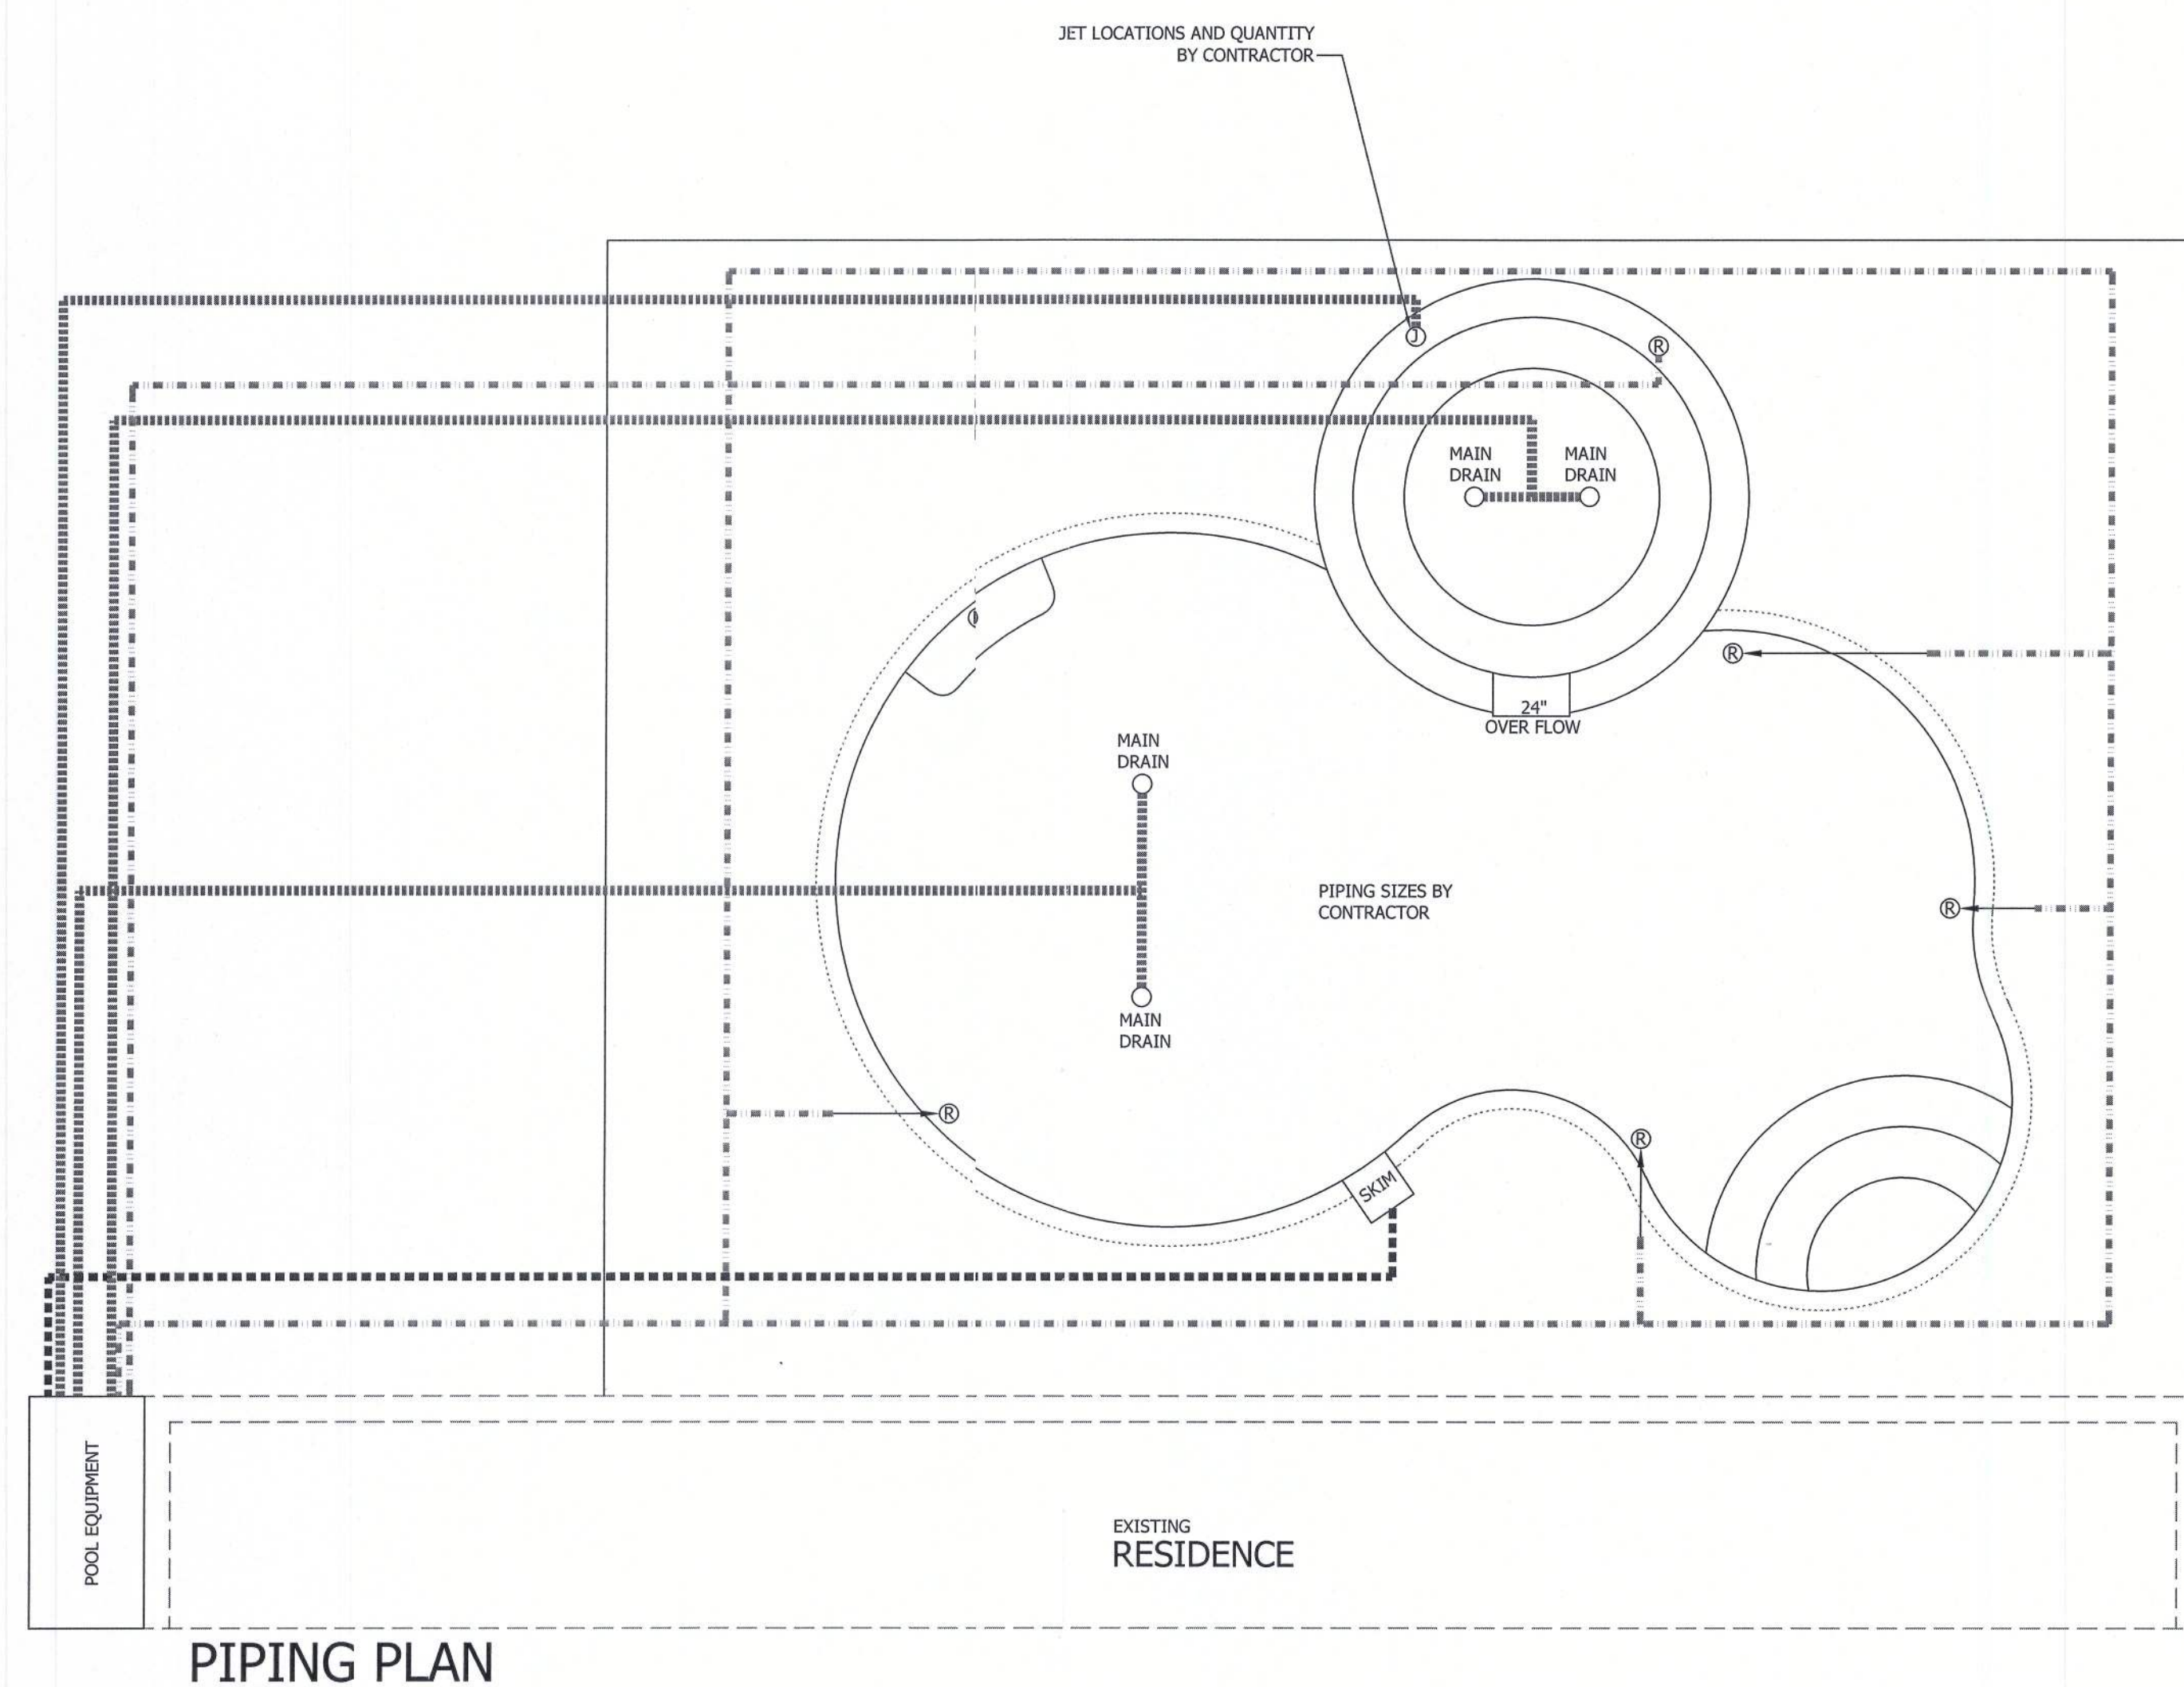 JET LOCATIONS AND QUANTITY
BY CONTRACTOR
J
R
MAIN
DRAIN
MAIN
DRAIN
R
24"
OVER FLOW
MAIN
DRAIN
PIPING SIZES BY
CONTRACTOR
R
MAIN
DRAIN
R
R
SKIM
POOL EQUIPMENT
EXISTING
RESIDENCE
PIPING PLAN